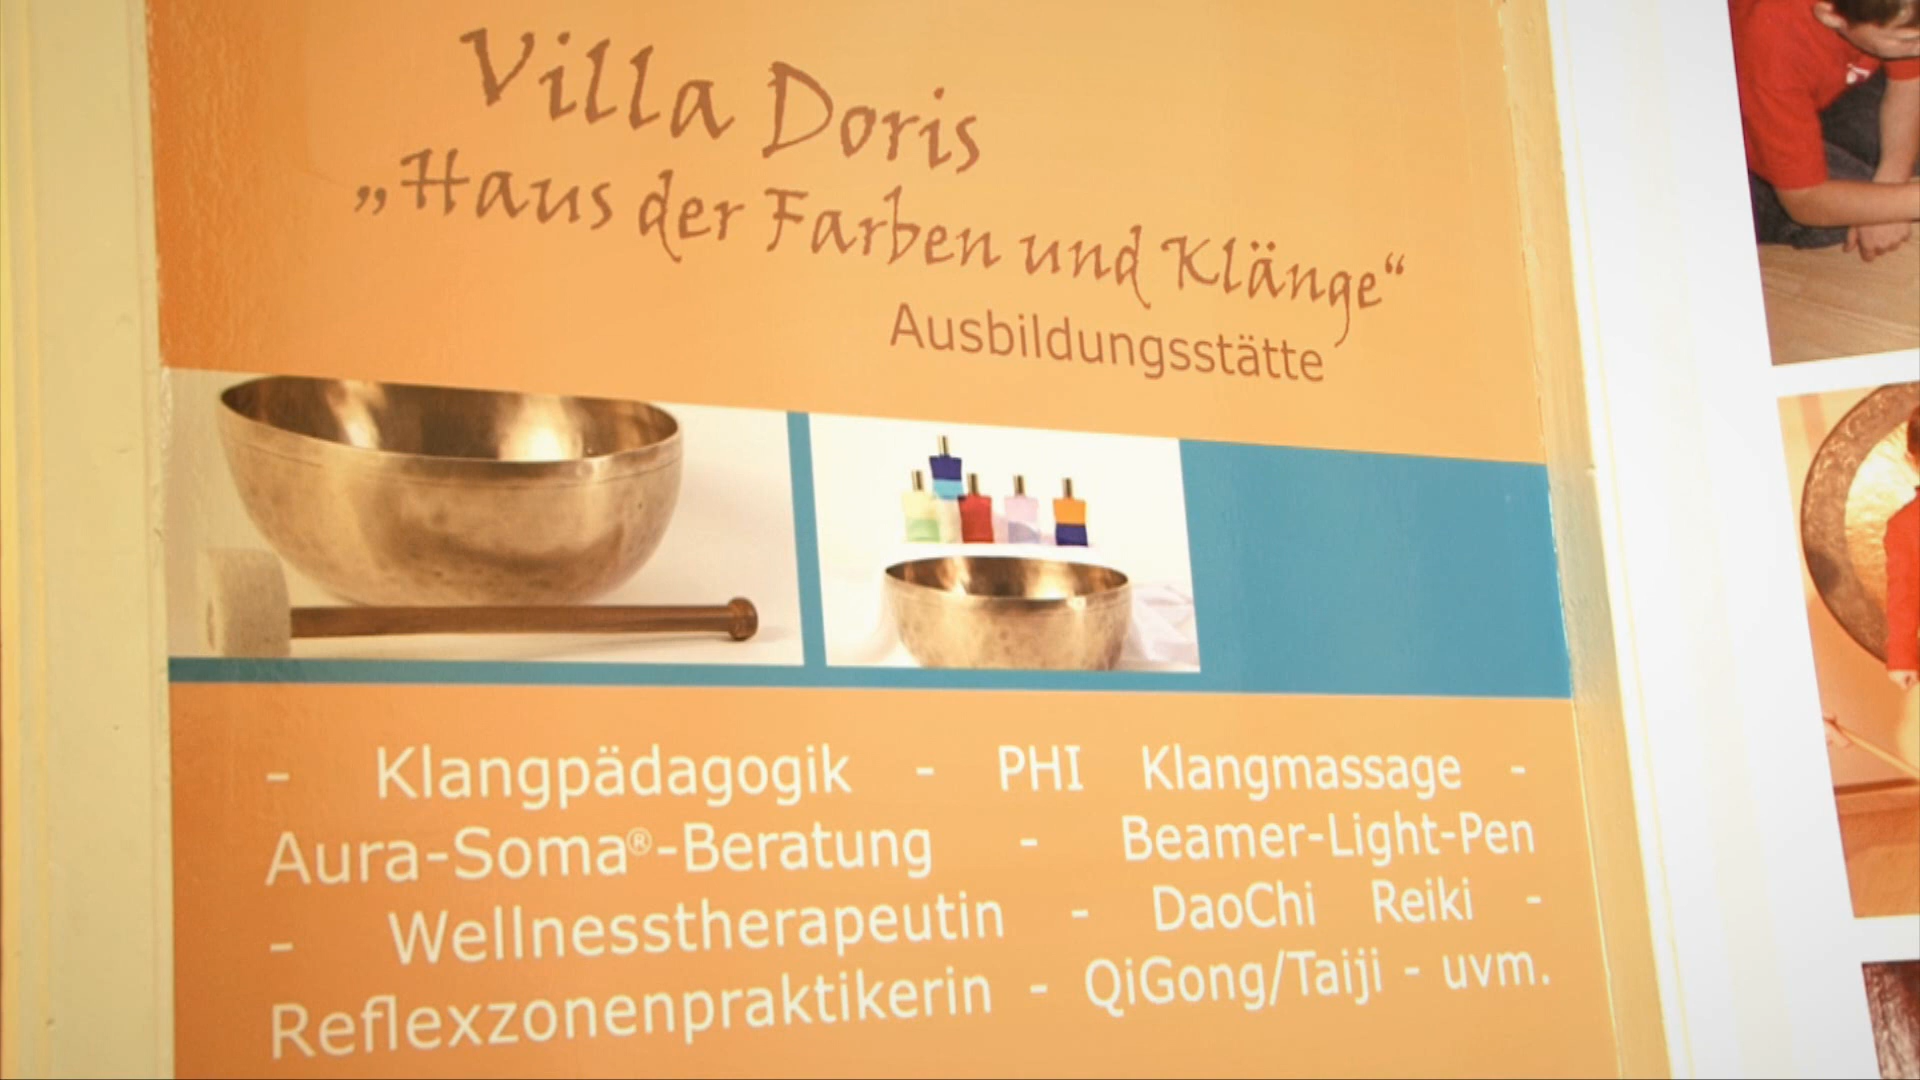 Villa Doris
„Haus der Farben und Klänge“
Ausbildungsstätte
- Klangpädagogik - PHI Klangmassage -
Aura-Soma®-Beratung - Beamer-Light-Pen
- Wellnesstherapeutin - DaoChi Reiki -
Reflexzonenpraktikerin - QiGong/Taiji - uvm.